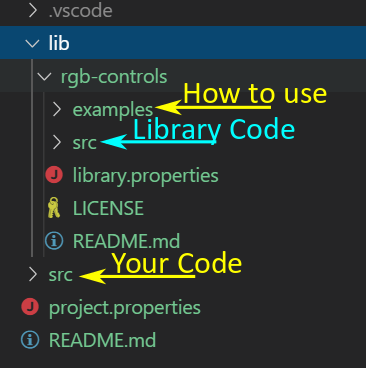 .vscode
lib
rgb-controls
examples How to use
src Library Code
library.properties
LICENSE
README.md
src Your Code
project.properties
README.md